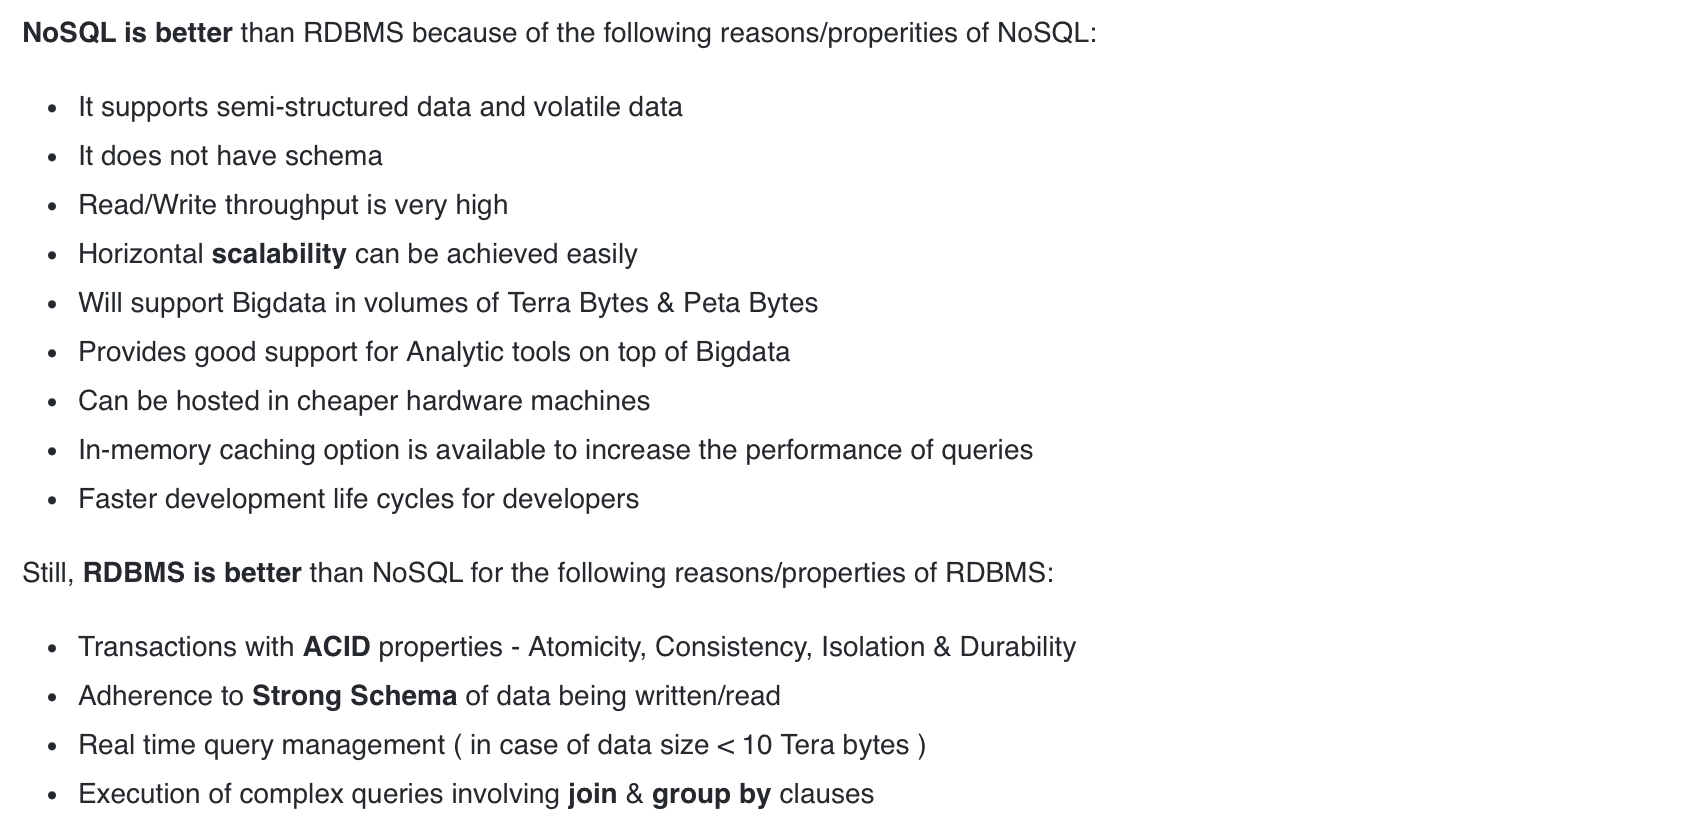 NoSQL is better than RDBMS because of the following reasons/properities of NoSQL:
• It supports semi-structured data and volatile data
• It does not have schema
• Read/Write throughput is very high
• Horizontal scalability can be achieved easily
• Will support Bigdata in volumes of Terra Bytes & Peta Bytes
• Provides good support for Analytic tools on top of Bigdata
• Can be hosted in cheaper hardware machines
• In-memory caching option is available to increase the performance of queries
• Faster development life cycles for developers
Still, RDBMS is better than NoSQL for the following reasons/properties of RDBMS:
• Transactions with ACID properties - Atomicity, Consistency, Isolation & Durability
• Adherence to Strong Schema of data being written/read
• Real time query management ( in case of data size < 10 Tera bytes )
• Execution of complex queries involving join & group by clauses